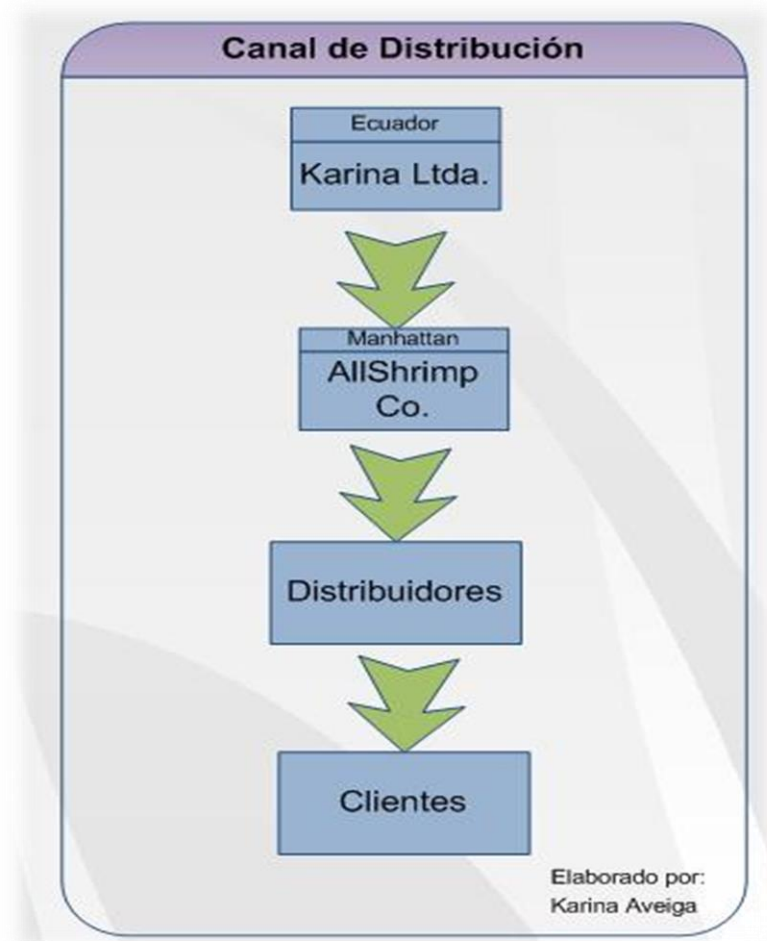 Canal de Distribución
Ecuador
Karina Ltda.
Manhattan
AllShrimp
Co.
Distribuidores
Clientes
Elaborado por:
Karina Aveiga